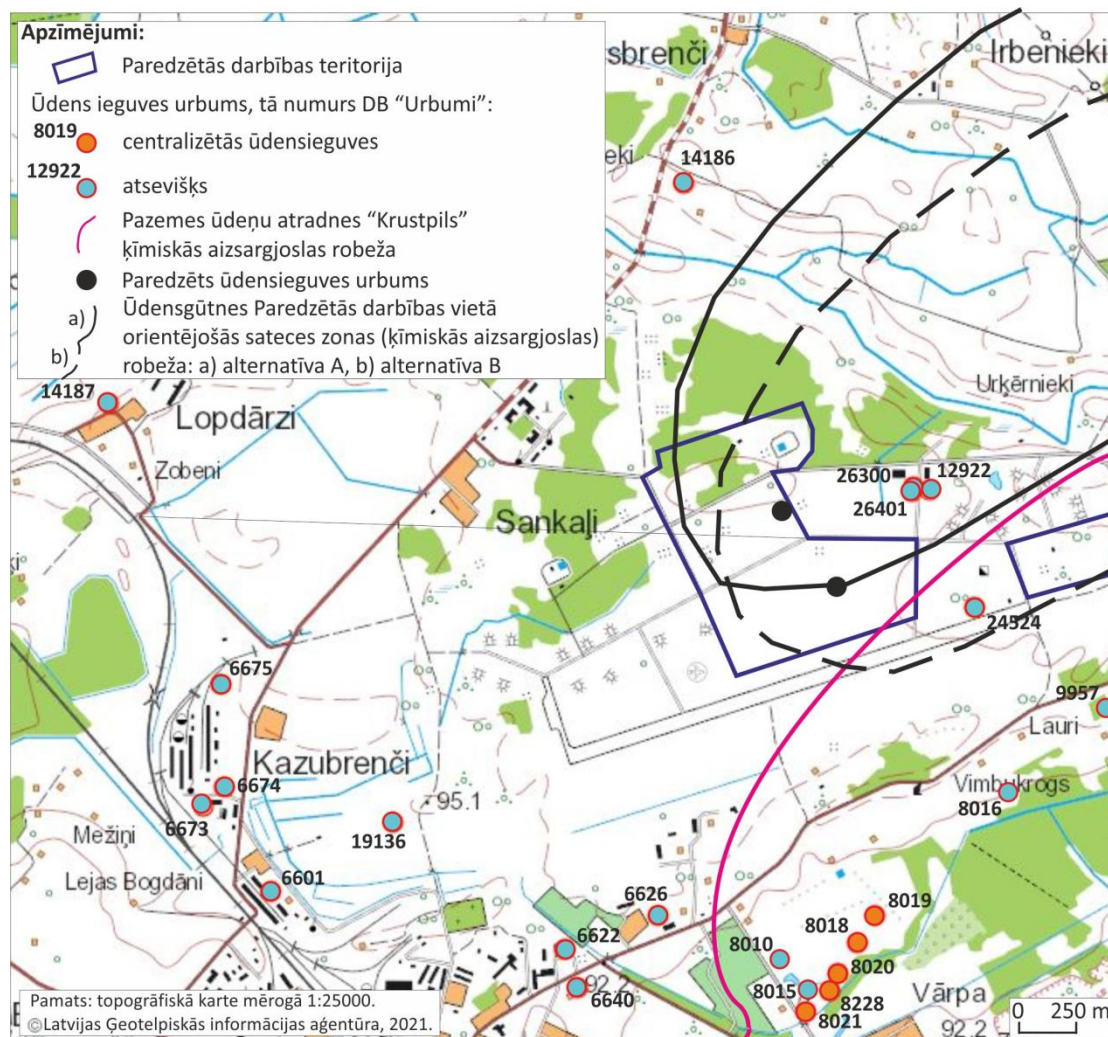 Apzīmējumi:
Paredzētās darbības teritorija
Ūdens ieguves urbums, tā numurs DB “Urbumi”:
8019
centralizētās ūdensieguves
12922
atsevišķs
Pazemes ūdeņu atradnes “Krustpils”
ķīmiskās aizsargjoslas robeža
Paredzēts ūdensieguves urbums
Ūdensgūtnes Paredzētās darbības vietā
a)
orientējošās sateces zonas (ķīmiskās aizsargjoslas)
b)
robeža: a) alternatīva A, b) alternatīva B
sbrenči
Irbenieki
eki
14186
Urķērnieki
14187
Lopdārzi
Zobeni
26300
12922
26401
Sankaļi
24524
6675
9957
Lauri
Kazubrenči
6674
95.1
Vimbukrogs
8016
6673
19136
Mežiņi
Lejas Bogdāni
6601
6626
8019
8018
6622
8010
8020
92.2
6640
8015
8228
Vārpa
8021
92.2
Pamats: topogrāfiskā karte mērogā 1:25000.
©Latvijas Ģeotelpiskās informācijas aģentūra, 2021.
0 250 m